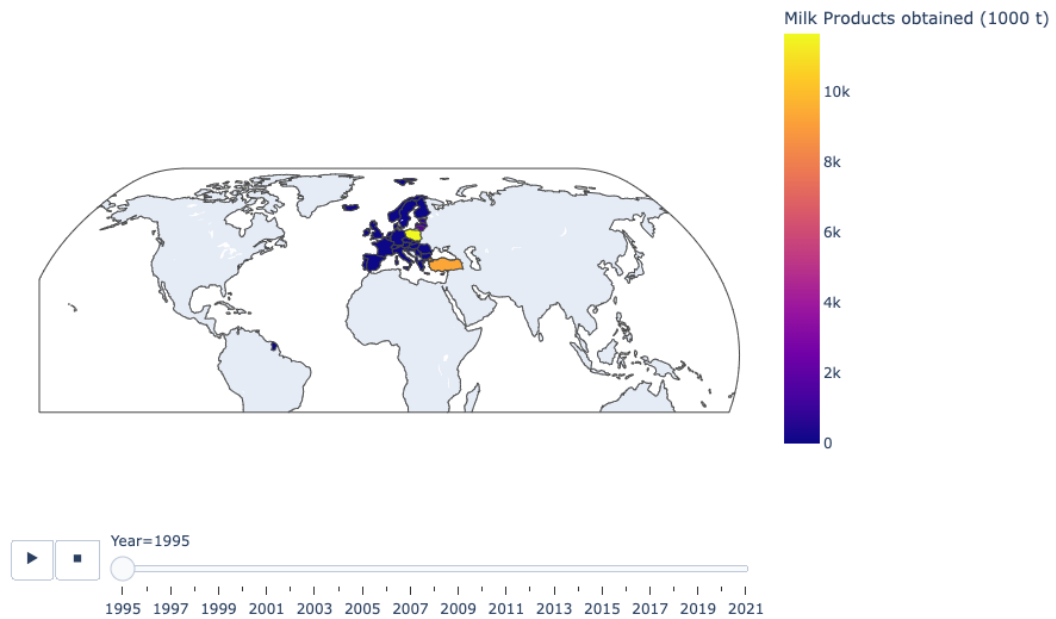 Milk Products obtained (1000 t)
10k
8k
6k
4k
2k
0
Year=1995
1995 1997 1999 2001 2003 2005 2007 2009 2011 2013 2015 2017 2019 2021